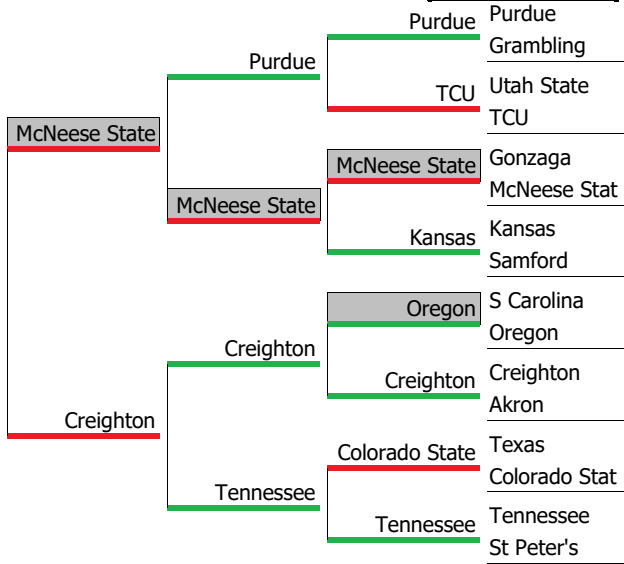 Purdue
Grambling
Utah State
TCU
Gonzaga
McNeese Stat
Kansas
Samford
S Carolina
Oregon
Creighton
Akron
Texas
Colorado Stat
Tennessee
St Peter's
Purdue
TCU
McNeese State
Kansas
Oregon
Creighton
Colorado State
Tennessee
Purdue
McNeese State
Creighton
Tennessee
McNeese State
Creighton